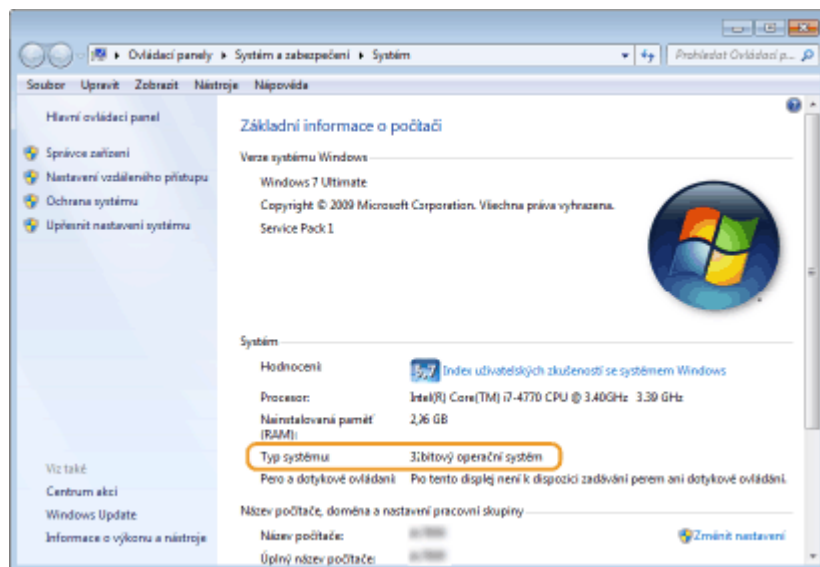 Ovládací panely ▸ Systém a zabezpečení ▸ Systém
Prohledat Ovládací p...
Soubor Upravit Zobrazit Nástroje Nápověda
Hlavní ovládací panel
Správce zařízení
Nastavení vzdáleného přístupu
Ochrana systému
Upřesnit nastavení systému
Základní informace o počítači
Verze systému Windows
Windows 7 Ultimate
Copyright © 2009 Microsoft Corporation. Všechna práva vyhrazena.
Service Pack 1
Systém
Hodnocení:
5,7 Index uživatelských zkušeností se systémem Windows
Procesor: Intel(R) Core(TM) i7-4770 CPU @ 3.40GHz 3.39 GHz
Nainstalovaná paměť (RAM): 2,96 GB
Typ systému: 32bitový operační systém
Pero a dotykové ovládání: Pro tento displej není k dispozici zadávání perem ani dotykové ovládání.
Název počítače, doména a nastavení pracovní skupiny
Název počítače:
Změnit nastavení
Úplný název počítače:
Viz také
Centrum akcí
Windows Update
Informace o výkonu a nástroje